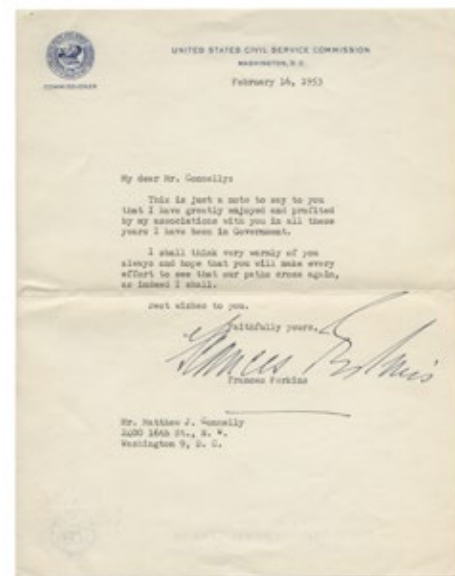 UNITED STATES CIVIL SERVICE COMMISSION
WASHINGTON, D. C.
COMMISSIONER
February 14, 1953
My dear Mr. Connelly:
This is just a note to say to you
that I have greatly enjoyed and profited
by my associations with you in all these
years I have been in Government.
I shall think very warmly of you
always and hope that you will make every
effort to see that our paths cross again,
as indeed I shall.
Best wishes to you.
Faithfully yours,
Frances Perkins
Frances Perkins
Mr. Matthew J. Connelly
2400 16th St., N. W.
Washington 9, D. C.